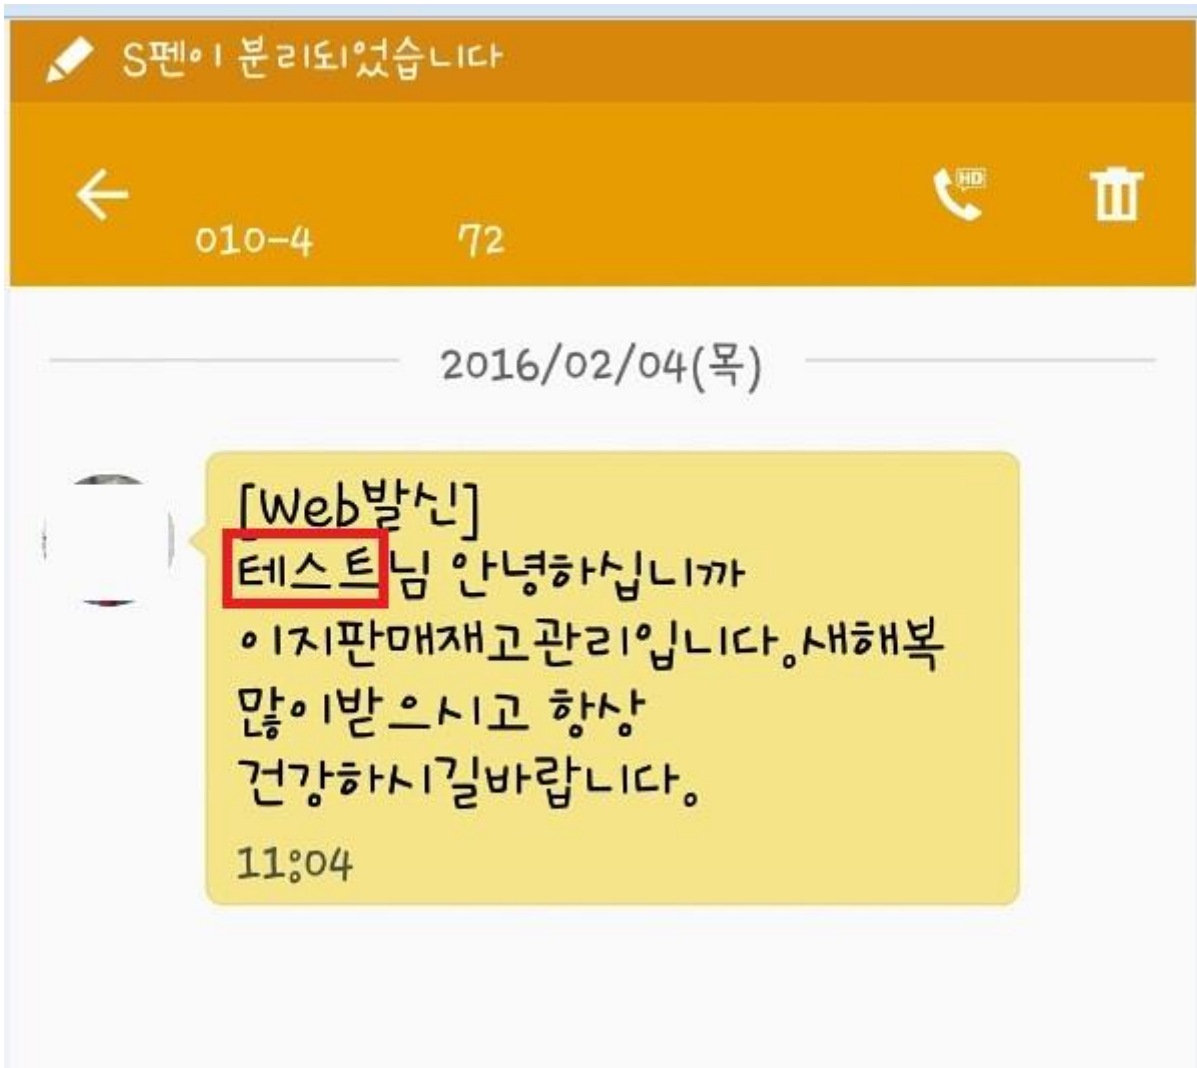 S펜이 분리되었습니다
HD
010-4 72
2016/02/04(목)
[Web발신]
테스트님 안녕하십니까
이지판매재고관리입니다.새해복
많이받으시고 항상
건강하시길바랍니다.
11:04